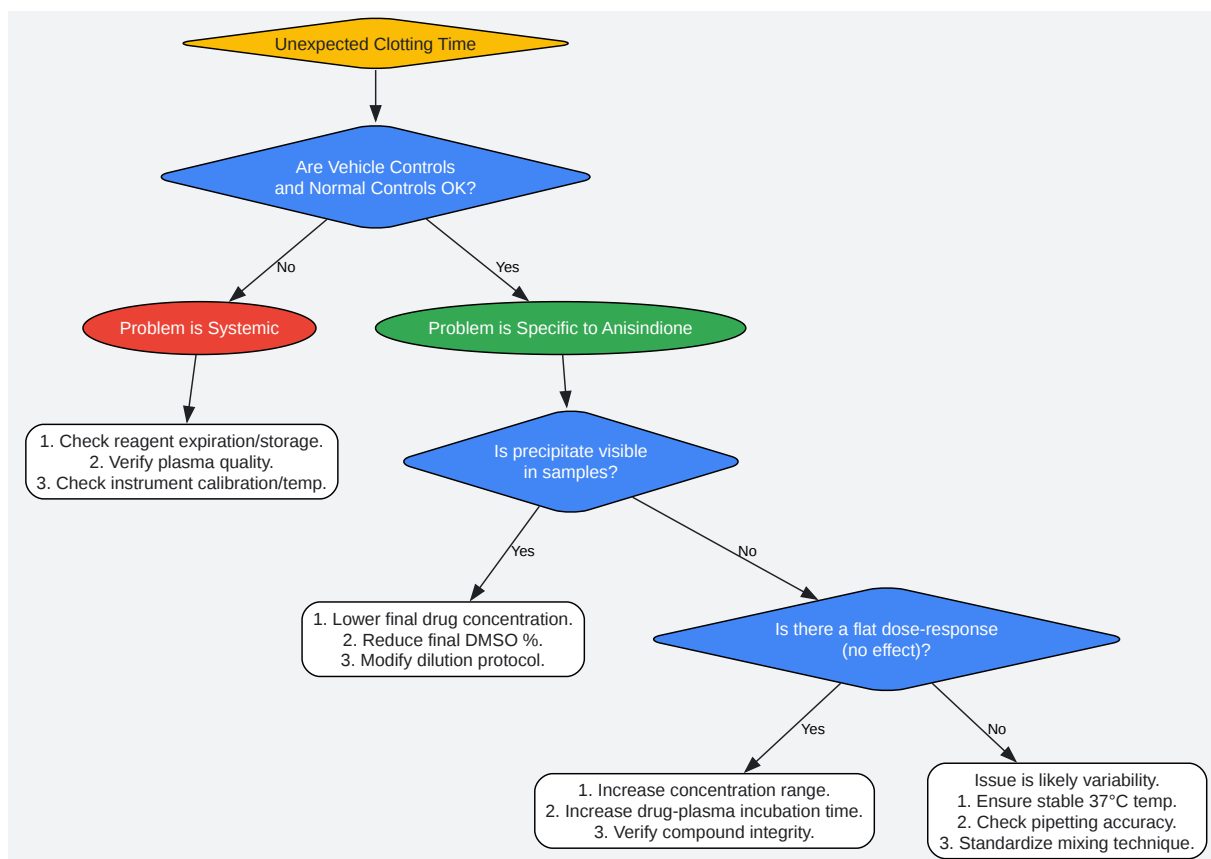 Unexpected Clotting Time
Are Vehicle Controls
and Normal Controls OK?
No
Yes
Problem is Systemic
Problem is Specific to Anisindione
1. Check reagent expiration/storage.
2. Verify plasma quality.
3. Check instrument calibration/temp.
Is precipitate visible
in samples?
Yes
No
1. Lower final drug concentration.
2. Reduce final DMSO %.
3. Modify dilution protocol.
Is there a flat dose-response
(no effect)?
Yes
No
1. Increase concentration range.
2. Increase drug-plasma incubation time.
3. Verify compound integrity.
Issue is likely variability.
1. Ensure stable 37°C temp.
2. Check pipetting accuracy.
3. Standardize mixing technique.